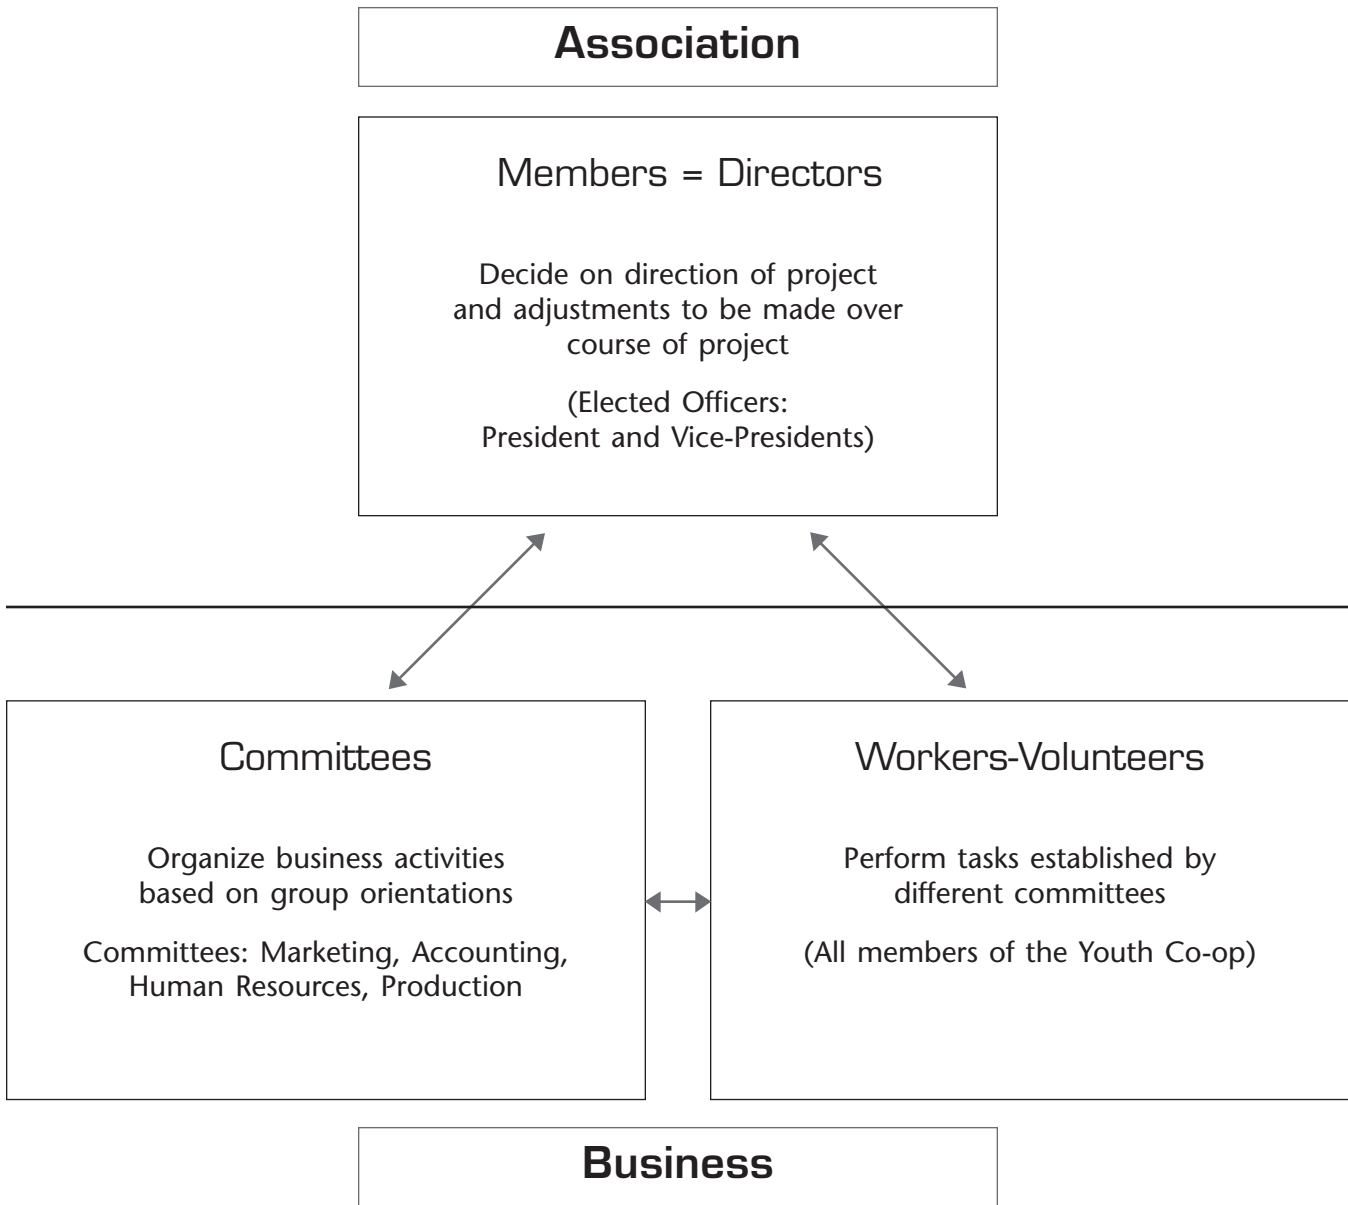 Association
Members = Directors
Decide on direction of project
and adjustments to be made over
course of project
(Elected Officers:
President and Vice-Presidents)
Committees
Organize business activities
based on group orientations
Committees: Marketing, Accounting,
Human Resources, Production
Workers-Volunteers
Perform tasks established by
different committees
(All members of the Youth Co-op)
Business